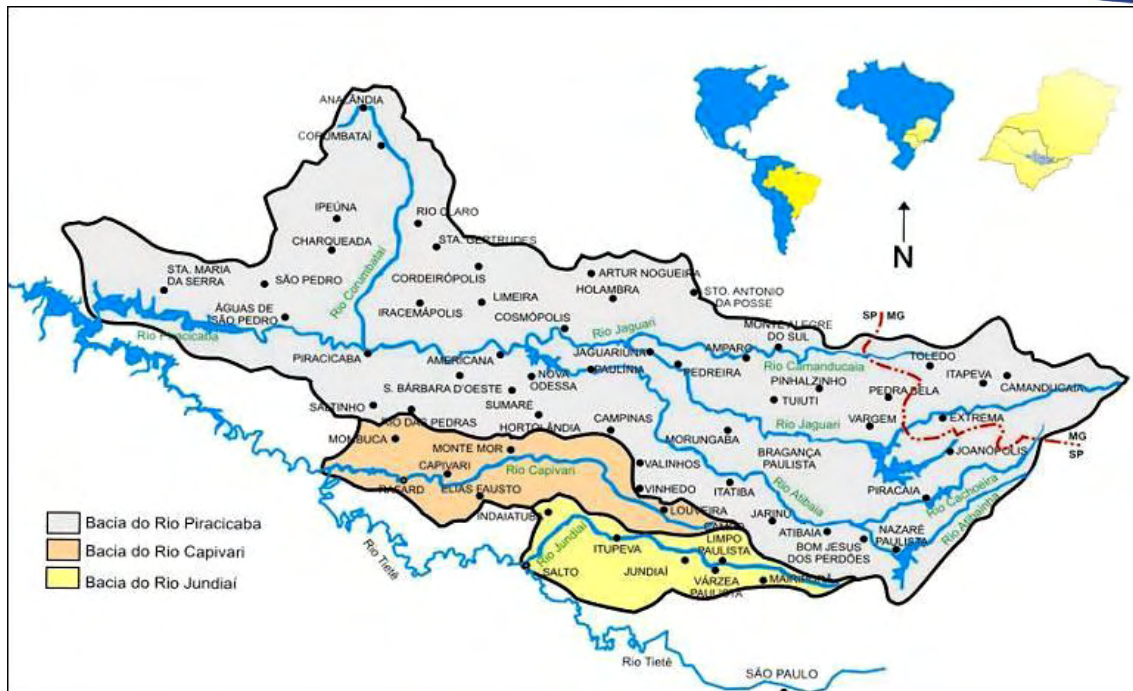 ANALÂNDIA
CORUMBATAÍ
IPEÚNA
RIO CLARO
CHARQUEADA
STA. GERTRUDES
STA. MARIA
DA SERRA
SÃO PEDRO
Rio Corumbataí
CORDEIRÓPOLIS
ARTUR NOGUEIRA
HOLAMBRA
STO. ANTONIO
DA POSSE
N
ÁGUAS DE
SÃO PEDRO
IRACEMÁPOLIS
LIMEIRA
COSMÓPOLIS
SP MG
Rio Piracicaba
Rio Jaguari
MONTE ALEGRE
DO SUL
PIRACICABA
AMERICANA
JAGUARIUNA
AMPARO
TOLEDO
PAULÍNIA
PEDREIRA
Rio Camanducaia
ITAPEVA
CAMANDUCAIA
S. BÁRBARA D'OESTE
NOVA
ODESSA
PINHALZINHO
PEDRA BELA
TUIUTI
SALTINHO
RIO DAS PEDRAS
SUMARÉ
HORTOLÂNDIA
CAMPINAS
Rio Jaguari
VARGEM
EXTREMA
MOMBUCA
MONTE MOR
MORUNGABA
BRAGANÇA
PAULISTA
JOANÓPOLIS
MG
SP
CAPIVARI
Rio Capivari
VALINHOS
RAFARD
ELIAS FAUSTO
VINHEDO
ITATIBA
Rio Atibaia
PIRACAIA
Rio Cachoeira
Rio Atibainha
INDAIATUBA
LOUVEIRA
JARINU
ATIBAIA
NAZARÉ
PAULISTA
CAMPO
LIMPO
PAULISTA
BOM JESUS
DOS PERDÕES
Rio Jundiaí
ITUPEVA
SALTO
JUNDIAÍ
VÁRZEA
PAULISTA
MAIRIPORÃ
Bacia do Rio Piracicaba
Bacia do Rio Capivari
Bacia do Rio Jundiaí
Rio Tietê
Rio Tietê
SÃO PAULO